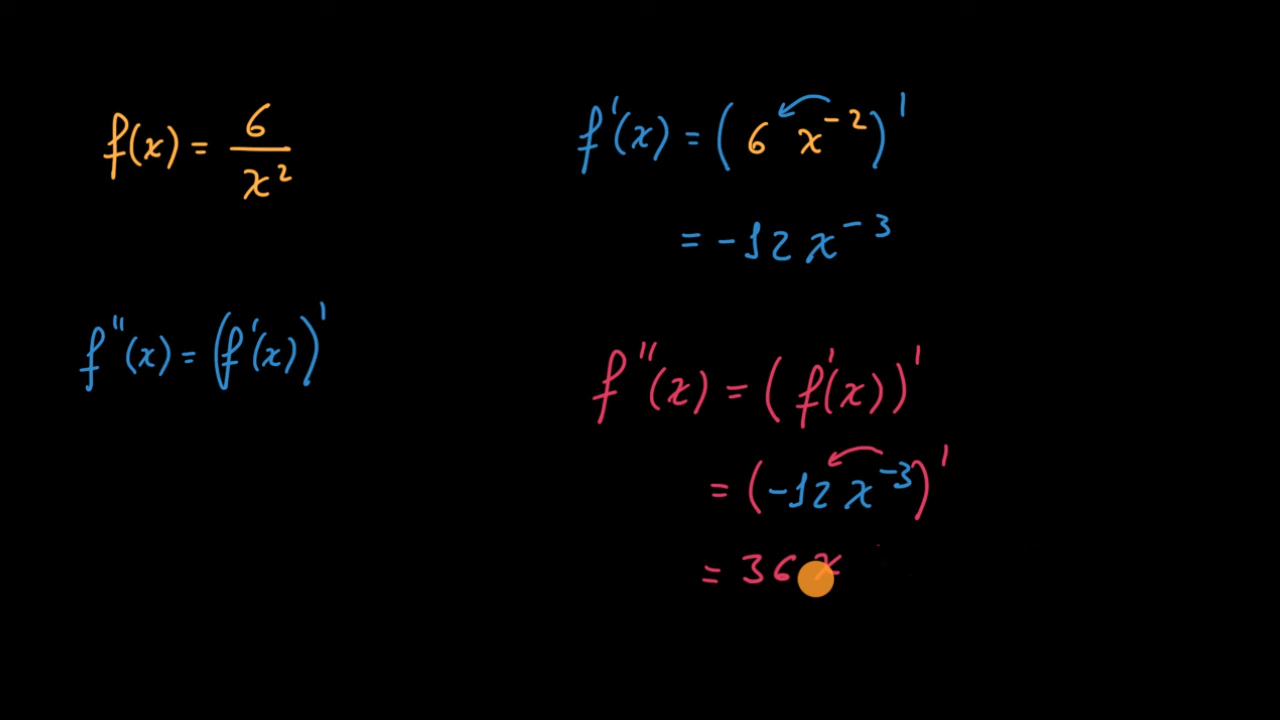 f(x) = 6/x²
f''(x) = (f'(x))'
f'(x) = (6 x⁻²)'
= -12 x⁻³
f''(x) = (f'(x))'
= (-12 x⁻³)'
= 36 x